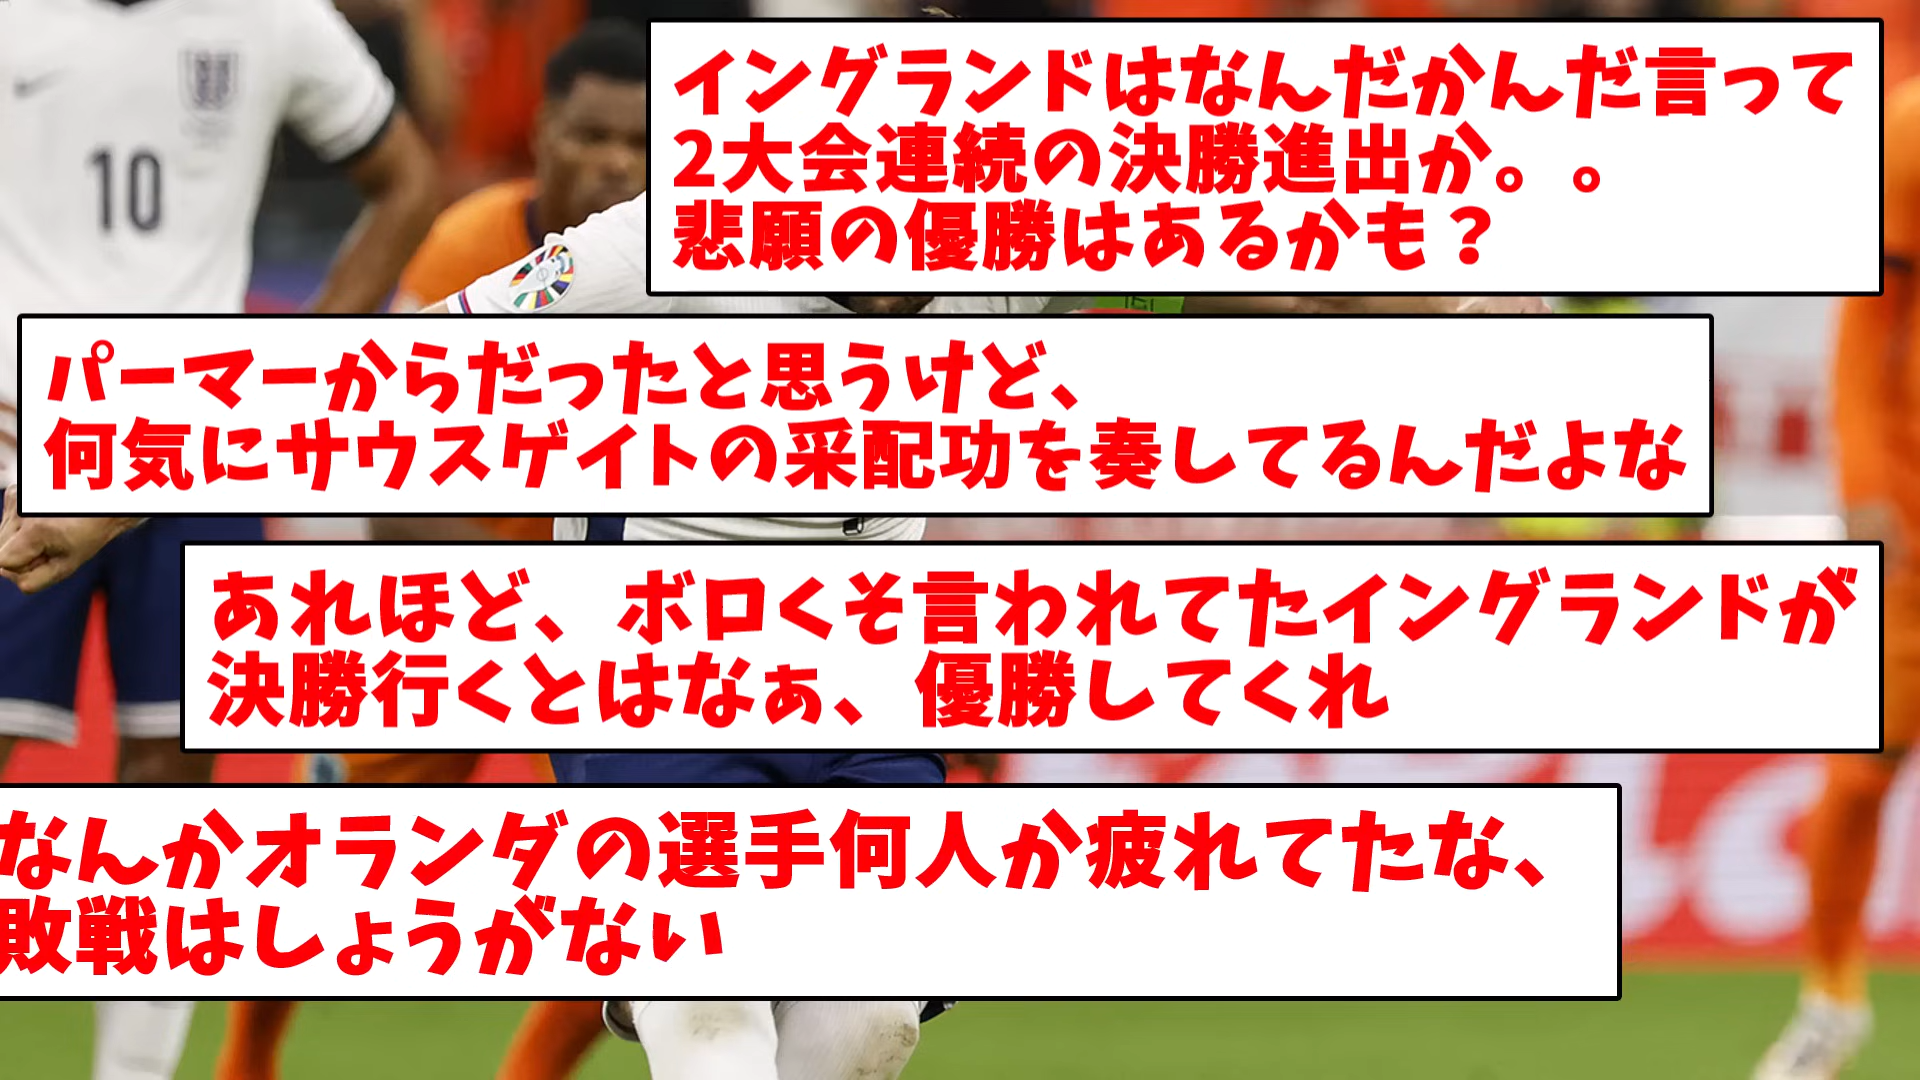 イングランドはなんだかんだ言って
2大会連続の決勝進出か。。
悲願の優勝はあるかも？
パーマーからだったと思うけど、
何気にサウスゲイトの采配功を奏してるんだよな
あれほど、ボロくそ言われてたイングランドが
決勝行くとはなぁ、優勝してくれ
なんかオランダの選手何人か疲れてたな、
敗戦はしょうがない
10